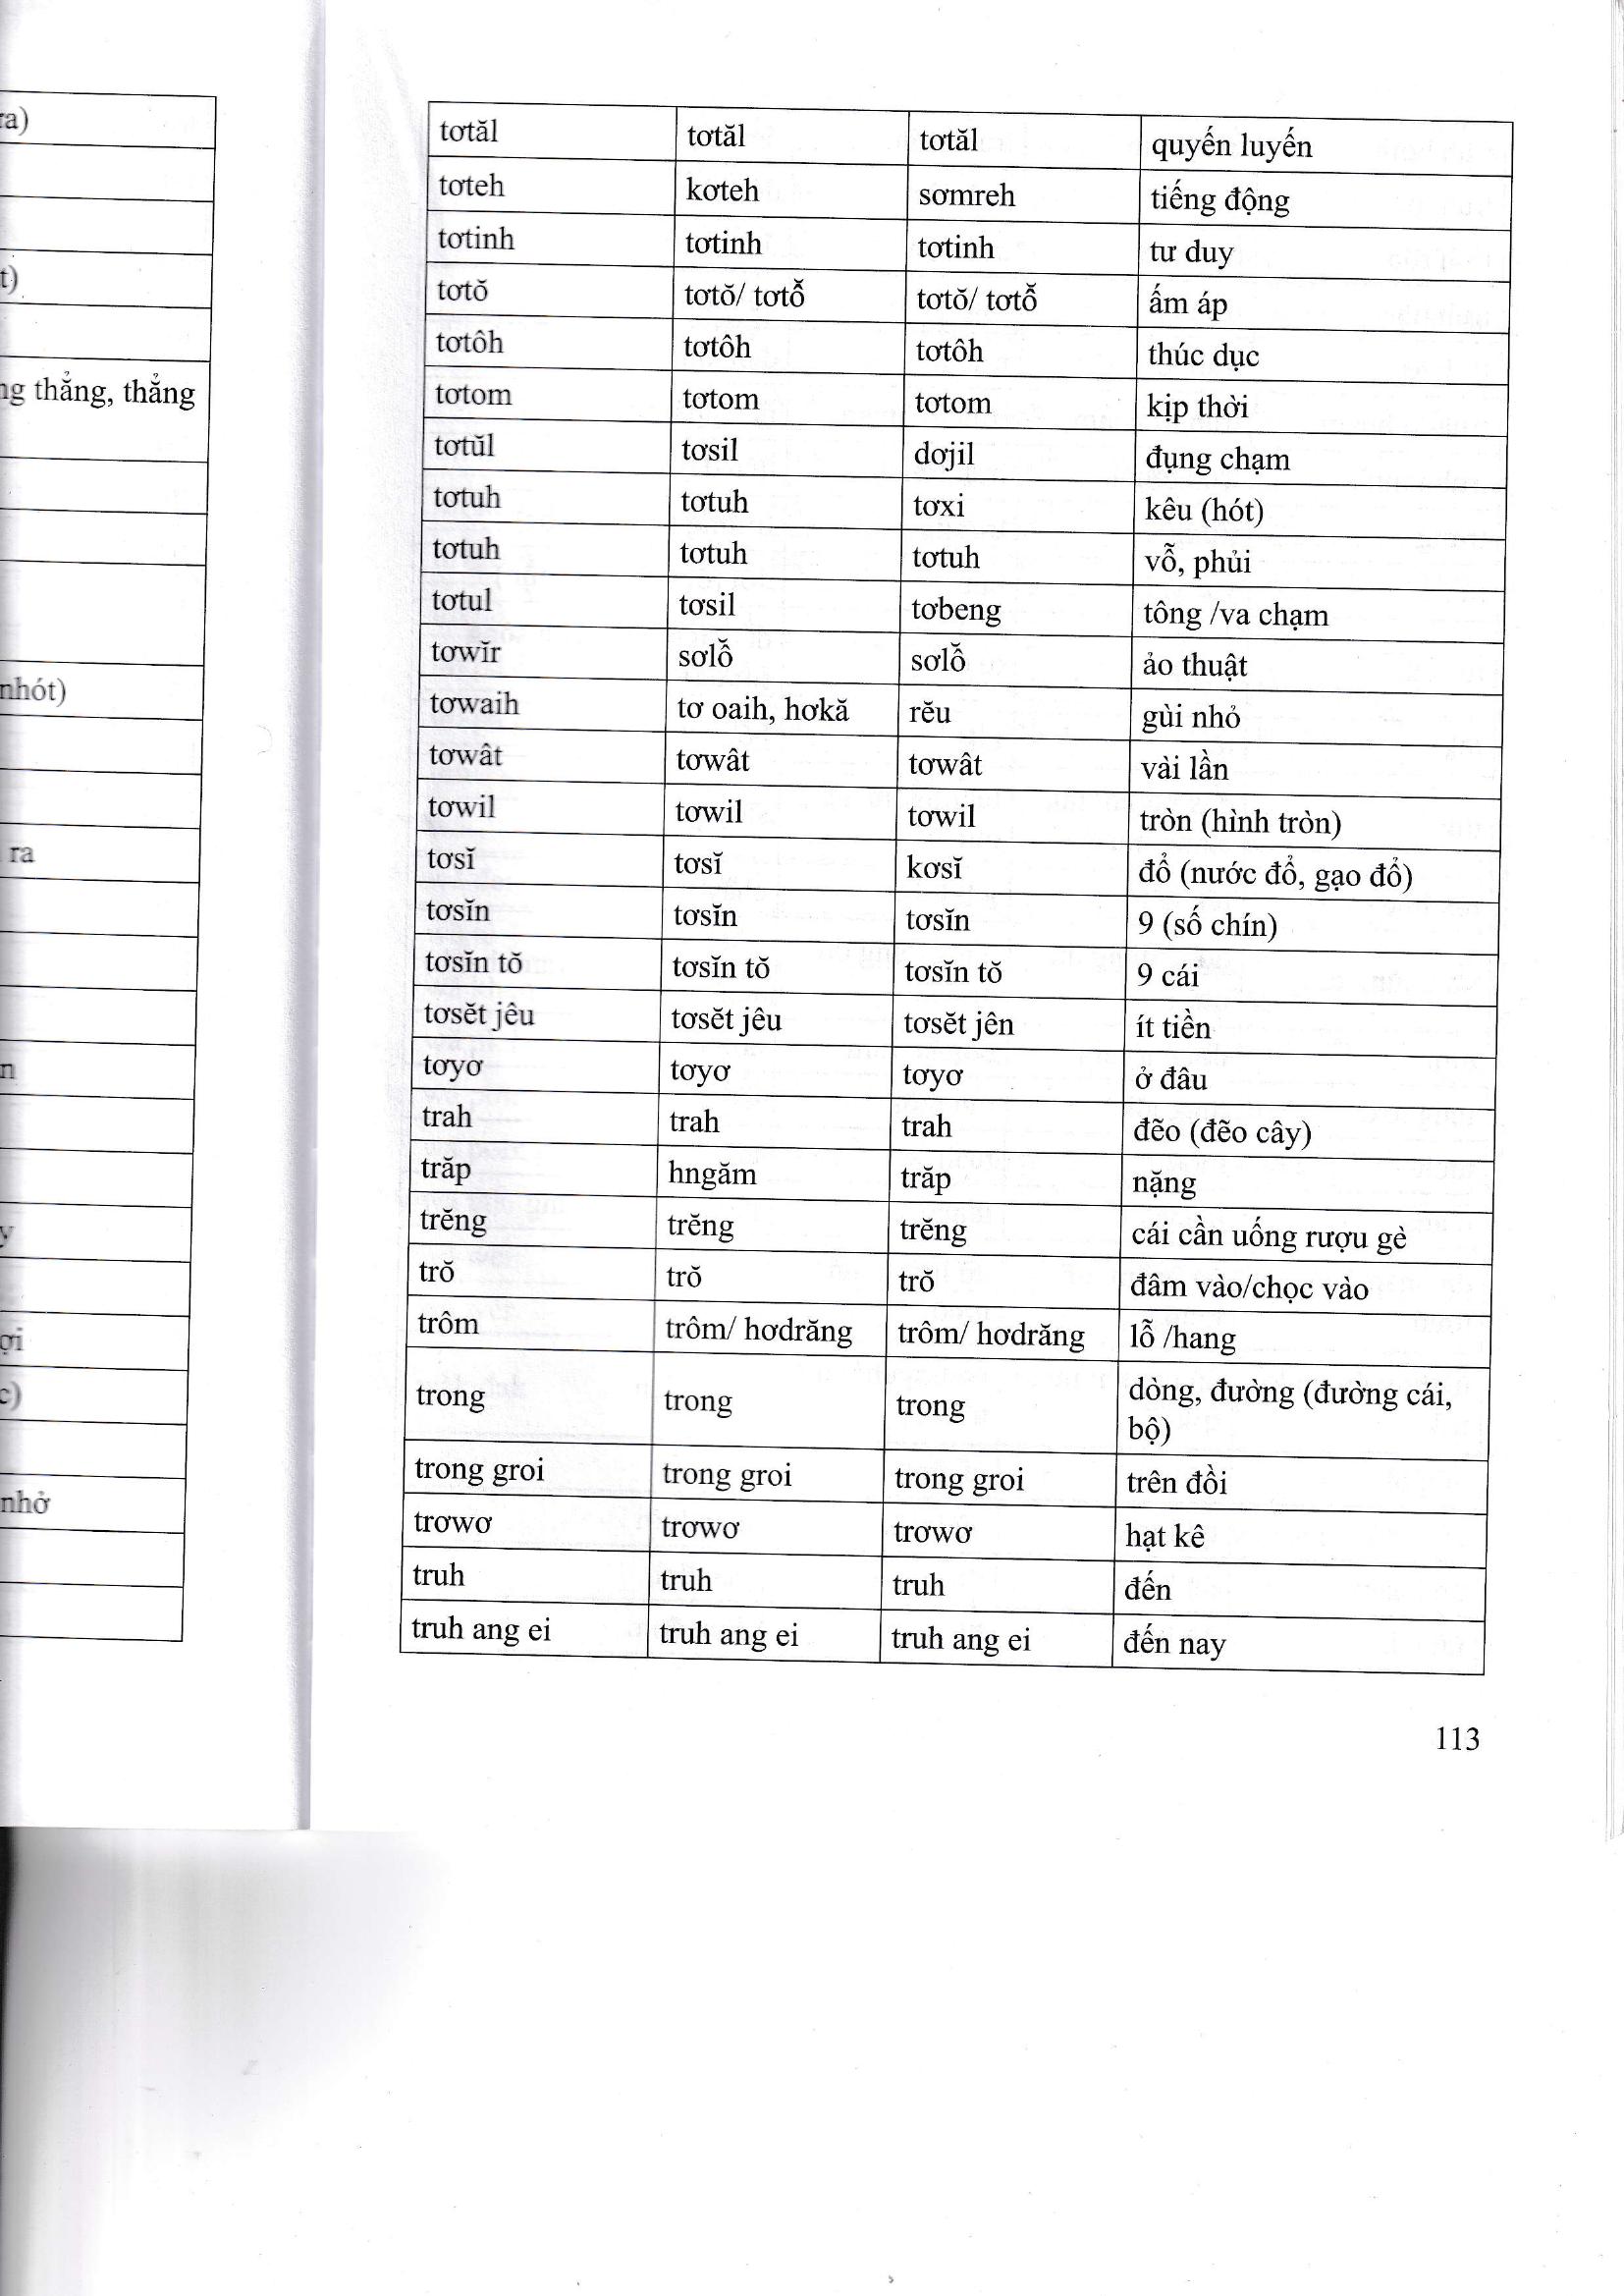 ra)
t)
ng thẳng, thẳng
nhót)
ra
n
y
ợi
c)
nhở
tơtăl tơtăl tơtăl quyến luyến
tơteh kơteh sơmreh tiếng động
tơtinh tơtinh tơtinh tư duy
tơtŏ tơtŏ/ tơtỗ̆ tơtŏ/ tơtỗ̆ ấm áp
tơtôh tơtôh tơtôh thúc dục
tơtom tơtom tơtom kịp thời
tơtŭl tơsil dơjil đụng chạm
tơtuh tơtuh tơxi kêu (hót)
tơtuh tơtuh tơtuh vỗ, phủi
tơtul tơsil tơbeng tông /va chạm
tơwĭr sơlô̆ sơlô̆ ảo thuật
tơwaih tơ oaih, hơkă rĕu gùi nhỏ
tơwât tơwât tơwât vài lần
tơwil tơwil tơwil tròn (hình tròn)
tơsĭ tơsĭ kơsĭ đổ (nước đổ, gạo đổ)
tơsĭn tơsĭn tơsĭn 9 (số chín)
tơsĭn tŏ tơsĭn tŏ tơsĭn tŏ 9 cái
tơsĕt jêu tơsĕt jêu tơsĕt jên ít tiền
tơyơ tơyơ tơyơ ở đâu
trah trah trah đẽo (đẽo cây)
trăp hngăm trăp nặng
trĕng trĕng trĕng cái cần uống rượu gè
trŏ trŏ trŏ đâm vào/chọc vào
trôm trôm/ hơdrăng trôm/ hơdrăng lỗ /hang
trong trong trong dòng, đường (đường cái,
bộ)
trong groi trong groi trong groi trên đồi
trơwơ trơwơ trơwơ hạt kê
truh truh truh đến
truh ang ei truh ang ei truh ang ei đến nay
113